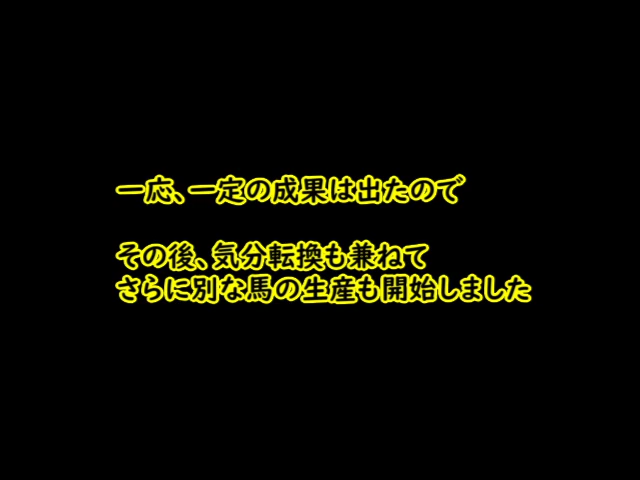 一応、一定の成果は出たので
その後、気分転換も兼ねて
さらに別な馬の生産も開始しました